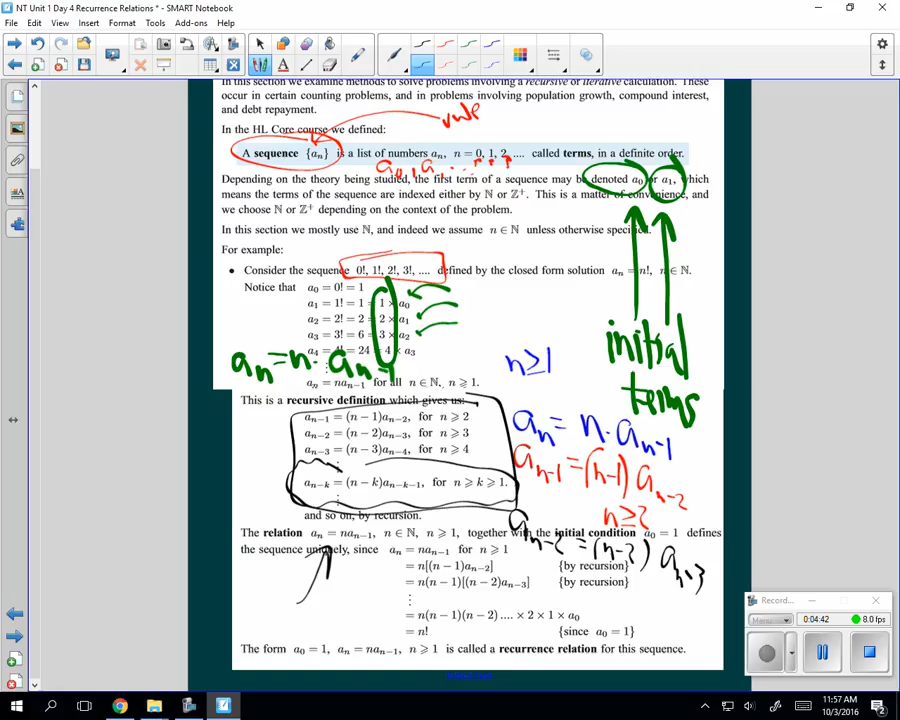 NT Unit 1 Day 4 Recurrence Relations * - SMART Notebook
File Edit View Insert Format Tools Add-ons Help
In this section we examine methods to solve problems involving a recursive or iterative calculation. These
occur in certain counting problems, and in problems involving population growth, compound interest,
and debt repayment.
rule
In the HL Core course we defined:
A sequence {aₙ} is a list of numbers aₙ, n = 0, 1, 2, .... called terms, in a definite order.
a₀, a, ...
Depending on the theory being studied, the first term of a sequence may be denoted a₀ or a₁, which
means the terms of the sequence are indexed either by ℕ or ℤ⁺. This is a matter of convenience, and
we choose ℕ or ℤ⁺ depending on the context of the problem.
In this section we mostly use ℕ, and indeed we assume n ∈ ℕ unless otherwise specified.
For example:
• Consider the sequence 0!, 1!, 2!, 3!, .... defined by the closed form solution aₙ = n!, n ∈ ℕ.
Notice that a₀ = 0! = 1
a₁ = 1! = 1 = 1 × a₀
a₂ = 2! = 2 = 2 × a₁
a₃ = 3! = 6 = 3 × a₂
a₄ = 4! = 24 = 4 × a₃
⋮
initial
terms
aₙ = n · aₙ₋₁
n ≥ 1
aₙ = naₙ₋₁ for all n ∈ ℕ, n ⩾ 1.
This is a recursive definition which gives us:
aₙ₋₁ = (n − 1)aₙ₋₂, for n ⩾ 2
aₙ₋₂ = (n − 2)aₙ₋₃, for n ⩾ 3
aₙ₋₃ = (n − 3)aₙ₋₄, for n ⩾ 4
⋮
aₙ₋ₖ = (n − k)aₙ₋ₖ₋₁, for n ⩾ k ⩾ 1.
⋮
and so on, by recursion.
aₙ = n · aₙ₋₁
aₙ₋₁ = (n-1) aₙ₋₂
n ≥ 2
aₙ₋₂ = (n-2) aₙ₋₃
The relation aₙ = naₙ₋₁, n ∈ ℕ, n ⩾ 1, together with the initial condition a₀ = 1 defines
the sequence uniquely, since aₙ = naₙ₋₁ for n ⩾ 1
= n[(n − 1)aₙ₋₂] {by recursion}
= n(n − 1)[(n − 2)aₙ₋₃] {by recursion}
⋮
= n(n − 1)(n − 2) .... × 2 × 1 × a₀
= n! {since a₀ = 1}
The form a₀ = 1, aₙ = naₙ₋₁, n ⩾ 1 is called a recurrence relation for this sequence.
Record...
Menu
0:04:42
8.0 fps
11:57 AM
10/3/2016
2